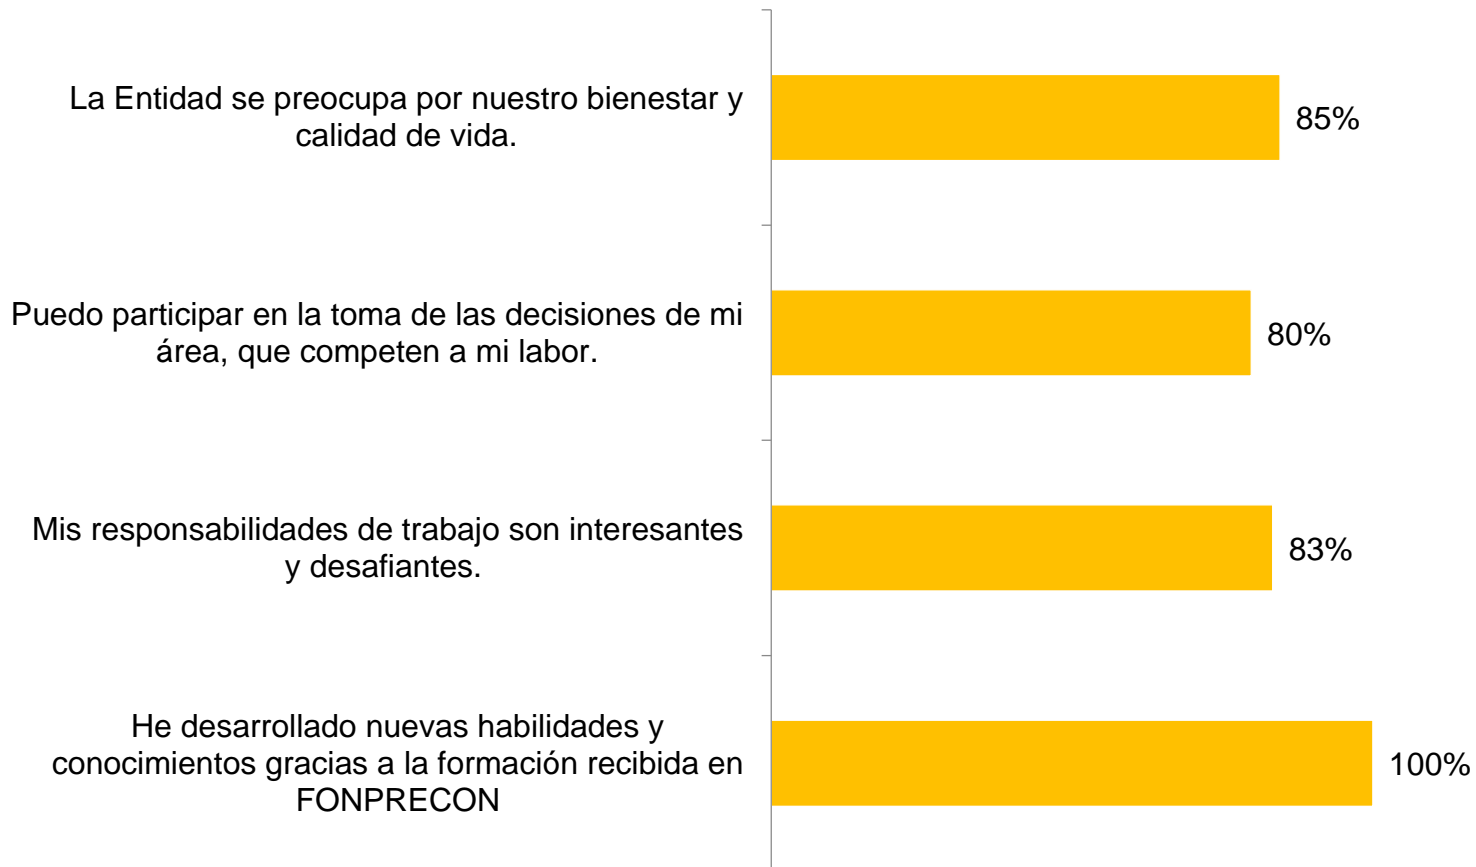 La Entidad se preocupa por nuestro bienestar y
calidad de vida.
85%
Puedo participar en la toma de las decisiones de mi
área, que competen a mi labor.
80%
Mis responsabilidades de trabajo son interesantes
y desafiantes.
83%
He desarrollado nuevas habilidades y
conocimientos gracias a la formación recibida en
FONPRECON
100%